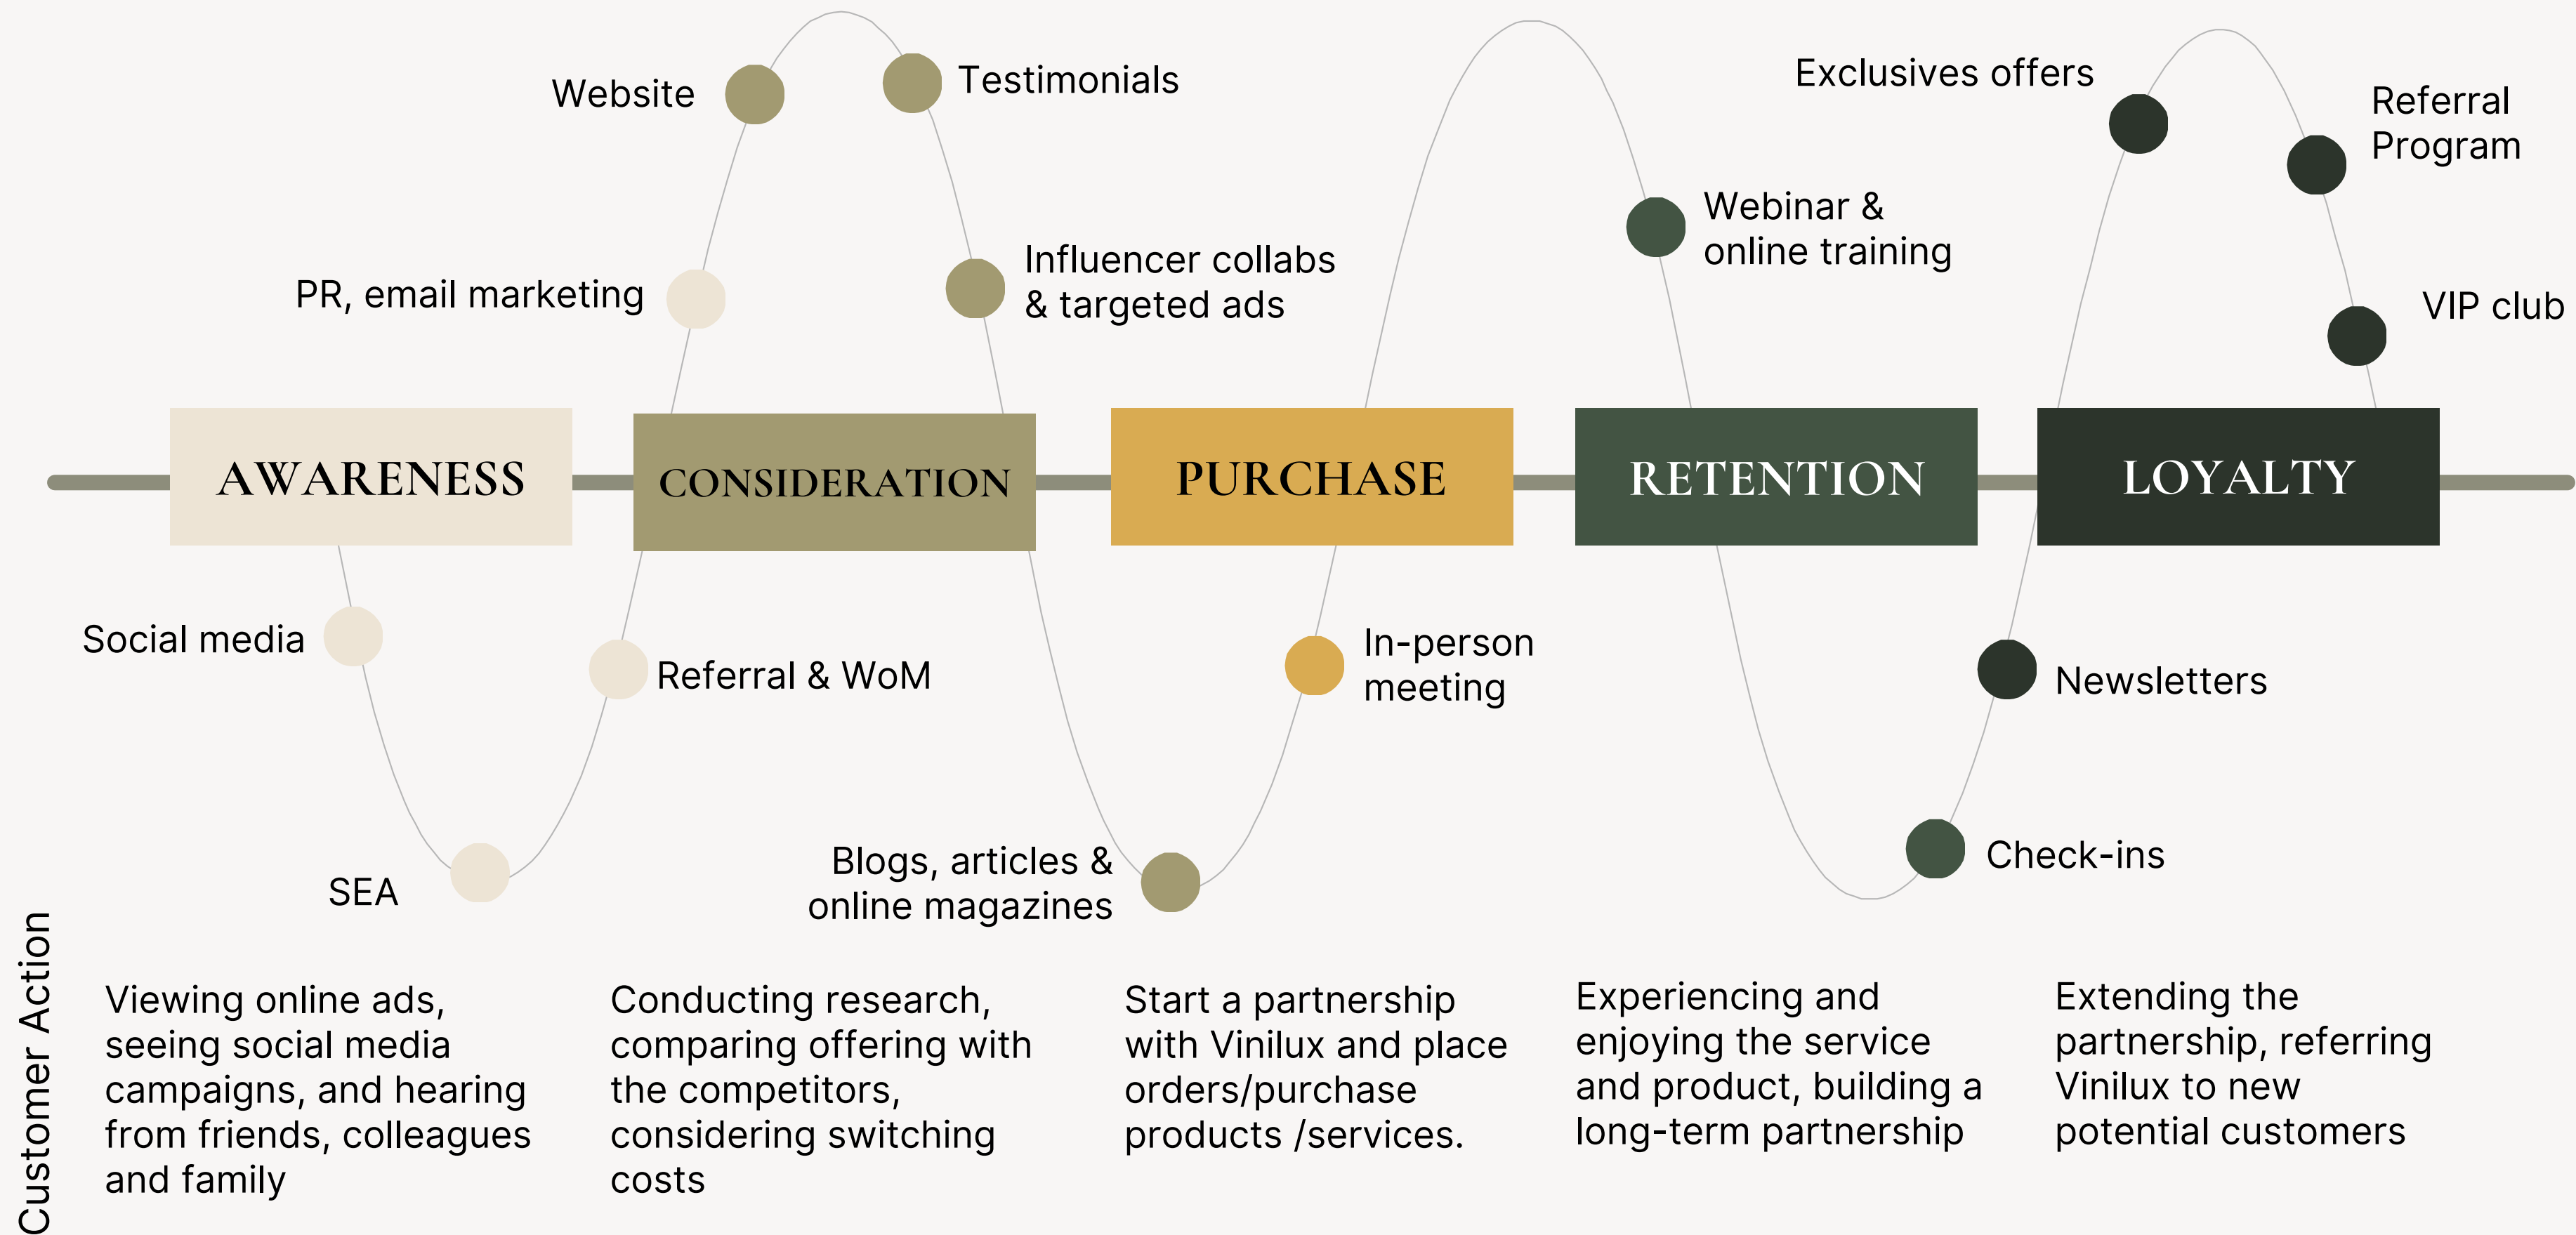 Website
Testimonials
Exclusives offers
Referral
Program
Webinar &
online training
Influencer collabs
& targeted ads
PR, email marketing
VIP club
AWARENESS
CONSIDERATION
PURCHASE
RETENTION
LOYALTY
Social media
Referral & WoM
In-person
meeting
Newsletters
SEA
Blogs, articles &
online magazines
Check-ins
Customer Action
Viewing online ads,
seeing social media
campaigns, and hearing
from friends, colleagues
and family
Conducting research,
comparing offering with
the competitors,
considering switching
costs
Start a partnership
with Vinilux and place
orders/purchase
products /services.
Experiencing and
enjoying the service
and product, building a
long-term partnership
Extending the
partnership, referring
Vinilux to new
potential customers